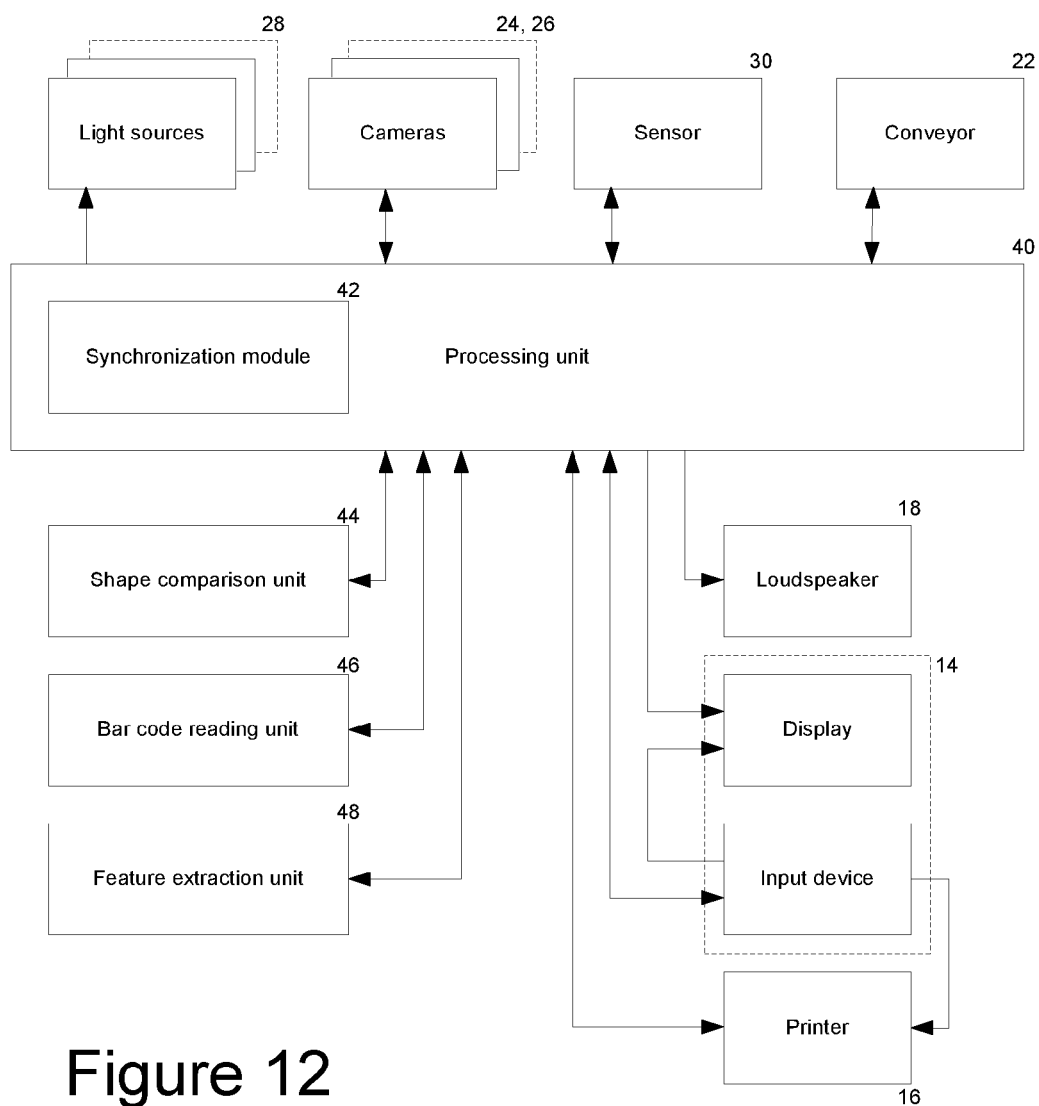 28
24, 26
30
22
Light sources
Cameras
Sensor
Conveyor
40
42
Synchronization module
Processing unit
44
18
Shape comparison unit
Loudspeaker
46
14
Bar code reading unit
Display
48
Feature extraction unit
Input device
Printer
Figure 12
16